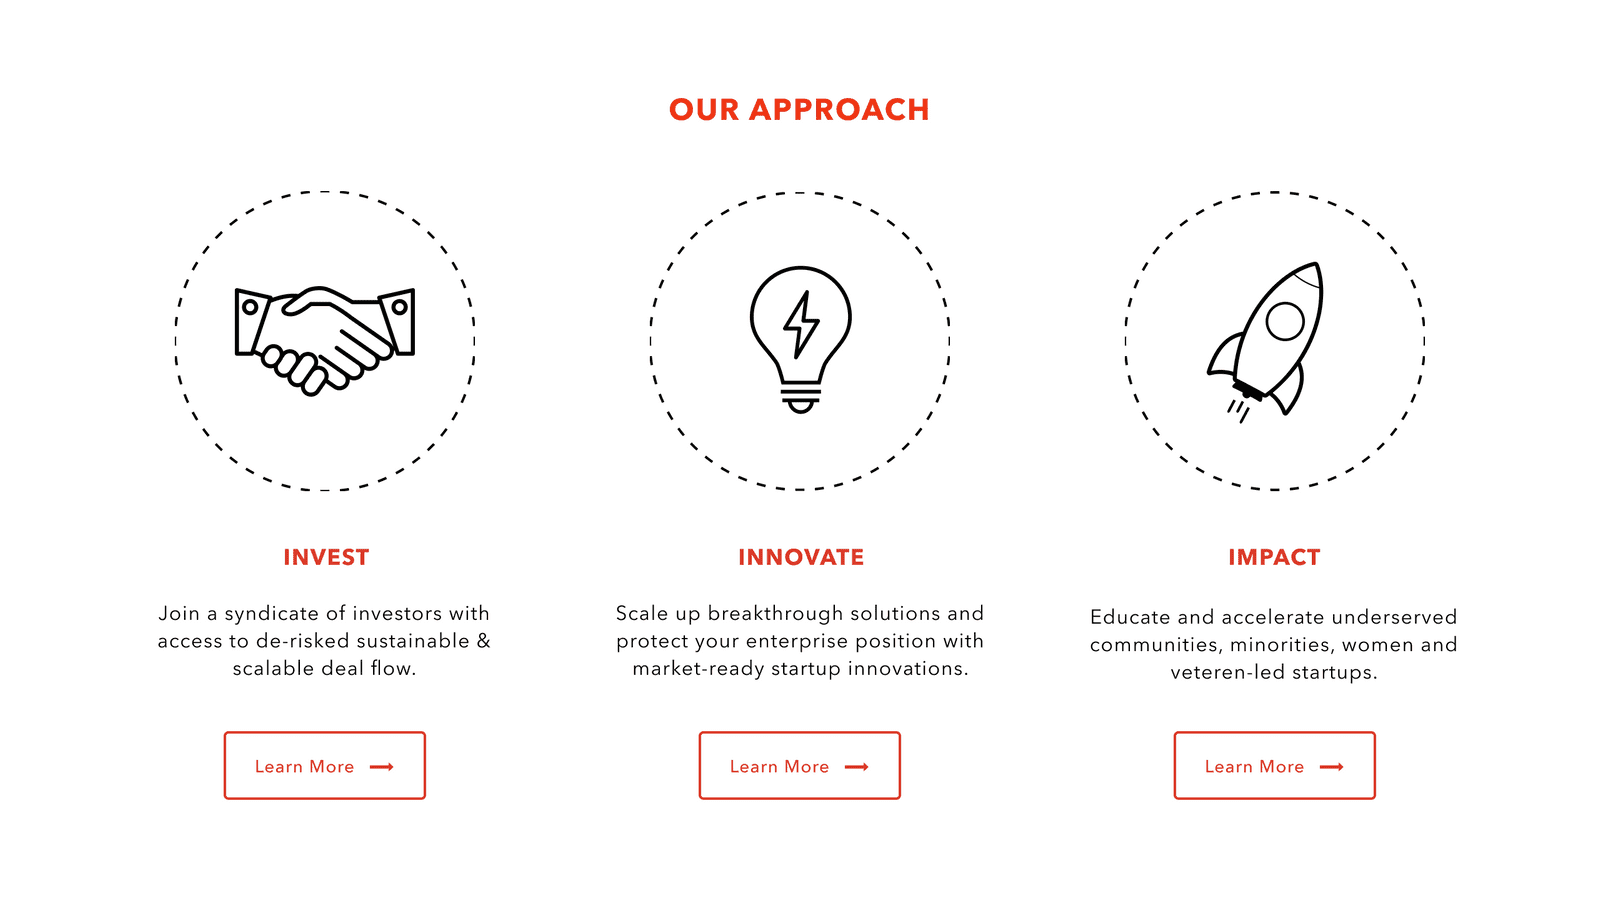 OUR APPROACH
INVEST
Join a syndicate of investors with
access to de-risked sustainable &
scalable deal flow.
Learn More
INNOVATE
Scale up breakthrough solutions and
protect your enterprise position with
market-ready startup innovations.
Learn More
IMPACT
Educate and accelerate underserved
communities, minorities, women and
veteren-led startups.
Learn More